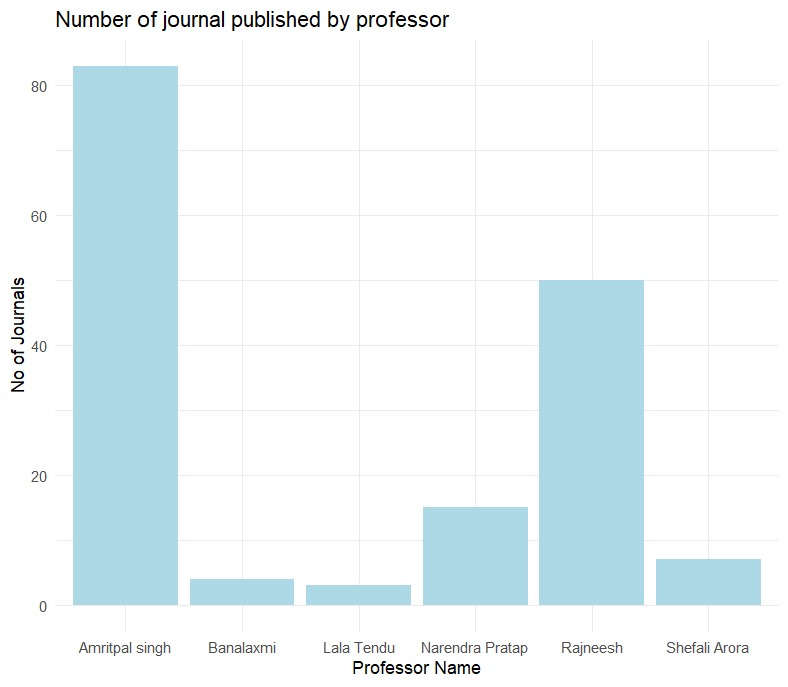 Number of journal published by professor
No of Journals
80
60
40
20
0
Amritpal singh Banalaxmi Lala Tendu Narendra Pratap Rajneesh Shefali Arora
Professor Name